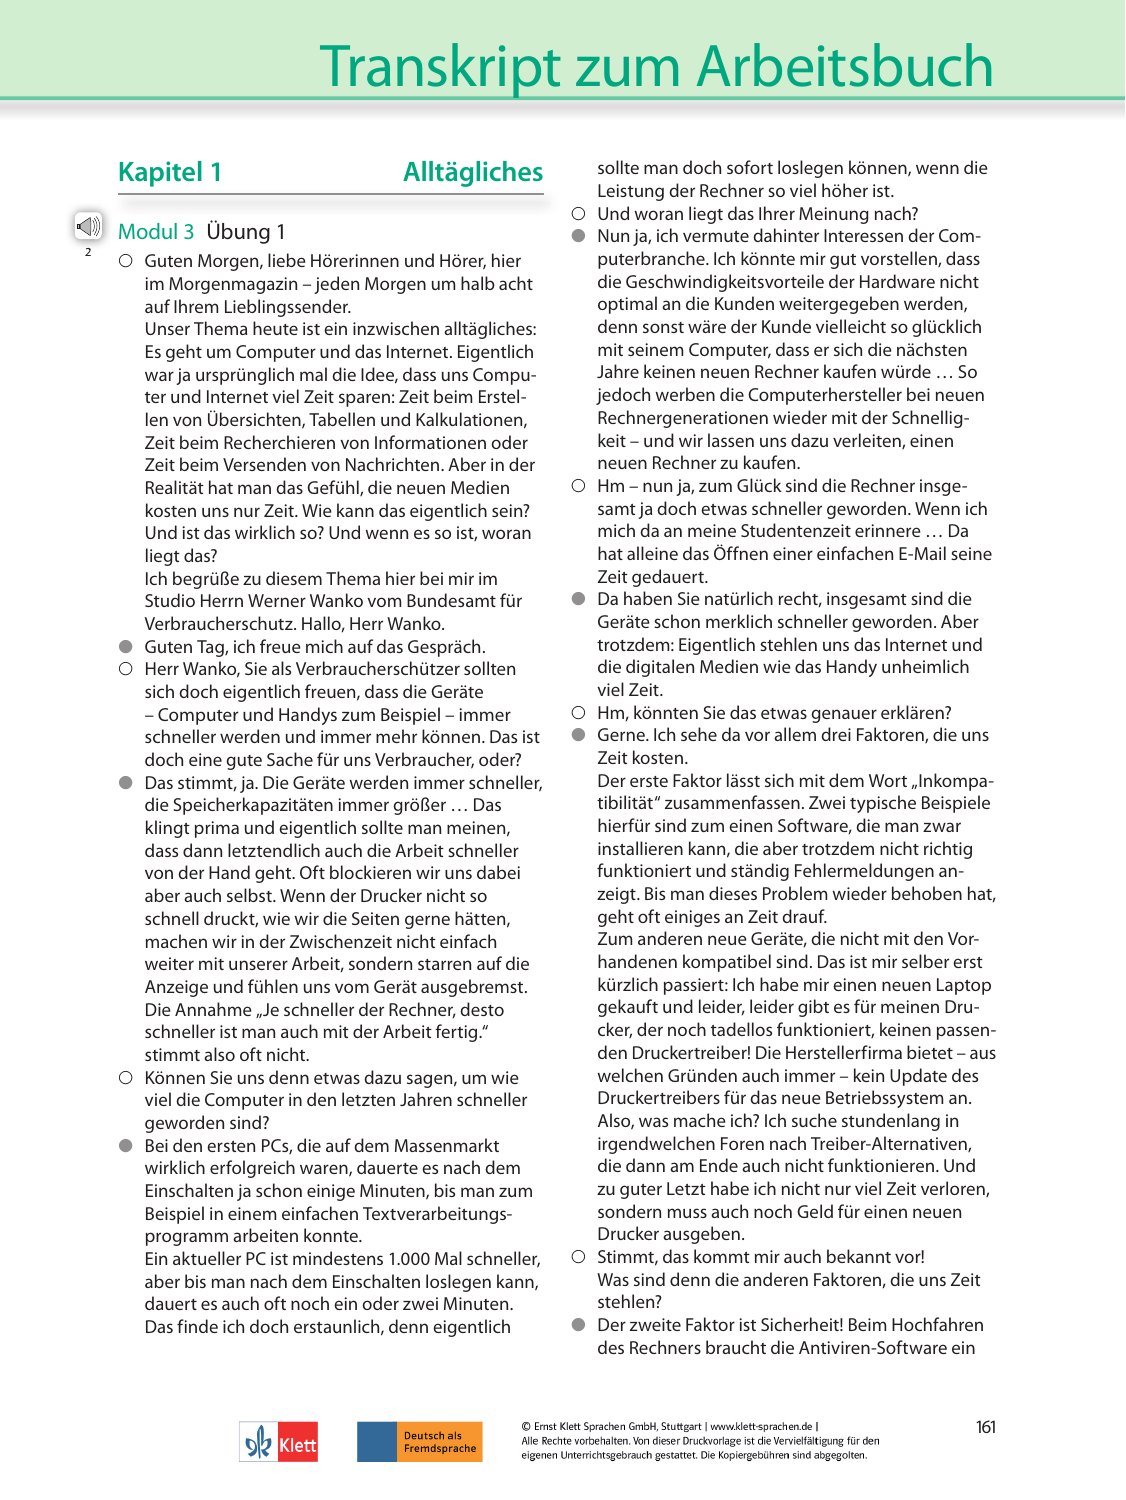 Transkript zum Arbeitsbuch
Kapitel 1 Alltägliches
Modul 3 Übung 1
2
Guten Morgen, liebe Hörerinnen und Hörer, hier
im Morgenmagazin – jeden Morgen um halb acht
auf Ihrem Lieblingssender.
Unser Thema heute ist ein inzwischen alltägliches:
Es geht um Computer und das Internet. Eigentlich
war ja ursprünglich mal die Idee, dass uns Compu-
ter und Internet viel Zeit sparen: Zeit beim Erstel-
len von Übersichten, Tabellen und Kalkulationen,
Zeit beim Recherchieren von Informationen oder
Zeit beim Versenden von Nachrichten. Aber in der
Realität hat man das Gefühl, die neuen Medien
kosten uns nur Zeit. Wie kann das eigentlich sein?
Und ist das wirklich so? Und wenn es so ist, woran
liegt das?
Ich begrüße zu diesem Thema hier bei mir im
Studio Herrn Werner Wanko vom Bundesamt für
Verbraucherschutz. Hallo, Herr Wanko.
Guten Tag, ich freue mich auf das Gespräch.
Herr Wanko, Sie als Verbraucherschützer sollten
sich doch eigentlich freuen, dass die Geräte
– Computer und Handys zum Beispiel – immer
schneller werden und immer mehr können. Das ist
doch eine gute Sache für uns Verbraucher, oder?
Das stimmt, ja. Die Geräte werden immer schneller,
die Speicherkapazitäten immer größer … Das
klingt prima und eigentlich sollte man meinen,
dass dann letztendlich auch die Arbeit schneller
von der Hand geht. Oft blockieren wir uns dabei
aber auch selbst. Wenn der Drucker nicht so
schnell druckt, wie wir die Seiten gerne hätten,
machen wir in der Zwischenzeit nicht einfach
weiter mit unserer Arbeit, sondern starren auf die
Anzeige und fühlen uns vom Gerät ausgebremst.
Die Annahme „Je schneller der Rechner, desto
schneller ist man auch mit der Arbeit fertig.“
stimmt also oft nicht.
Können Sie uns denn etwas dazu sagen, um wie
viel die Computer in den letzten Jahren schneller
geworden sind?
Bei den ersten PCs, die auf dem Massenmarkt
wirklich erfolgreich waren, dauerte es nach dem
Einschalten ja schon einige Minuten, bis man zum
Beispiel in einem einfachen Textverarbeitungs-
programm arbeiten konnte.
Ein aktueller PC ist mindestens 1.000 Mal schneller,
aber bis man nach dem Einschalten loslegen kann,
dauert es auch oft noch ein oder zwei Minuten.
Das finde ich doch erstaunlich, denn eigentlich
sollte man doch sofort loslegen können, wenn die
Leistung der Rechner so viel höher ist.
Und woran liegt das Ihrer Meinung nach?
Nun ja, ich vermute dahinter Interessen der Com-
puterbranche. Ich könnte mir gut vorstellen, dass
die Geschwindigkeitsvorteile der Hardware nicht
optimal an die Kunden weitergegeben werden,
denn sonst wäre der Kunde vielleicht so glücklich
mit seinem Computer, dass er sich die nächsten
Jahre keinen neuen Rechner kaufen würde … So
jedoch werben die Computerhersteller bei neuen
Rechnergenerationen wieder mit der Schnellig-
keit – und wir lassen uns dazu verleiten, einen
neuen Rechner zu kaufen.
Hm – nun ja, zum Glück sind die Rechner insge-
samt ja doch etwas schneller geworden. Wenn ich
mich da an meine Studentenzeit erinnere … Da
hat alleine das Öffnen einer einfachen E-Mail seine
Zeit gedauert.
Da haben Sie natürlich recht, insgesamt sind die
Geräte schon merklich schneller geworden. Aber
trotzdem: Eigentlich stehlen uns das Internet und
die digitalen Medien wie das Handy unheimlich
viel Zeit.
Hm, könnten Sie das etwas genauer erklären?
Gerne. Ich sehe da vor allem drei Faktoren, die uns
Zeit kosten.
Der erste Faktor lässt sich mit dem Wort „Inkompa-
tibilität“ zusammenfassen. Zwei typische Beispiele
hierfür sind zum einen Software, die man zwar
installieren kann, die aber trotzdem nicht richtig
funktioniert und ständig Fehlermeldungen an-
zeigt. Bis man dieses Problem wieder behoben hat,
geht oft einiges an Zeit drauf.
Zum anderen neue Geräte, die nicht mit den Vor-
handenen kompatibel sind. Das ist mir selber erst
kürzlich passiert: Ich habe mir einen neuen Laptop
gekauft und leider, leider gibt es für meinen Dru-
cker, der noch tadellos funktioniert, keinen passen-
den Druckertreiber! Die Herstellerfirma bietet – aus
welchen Gründen auch immer – kein Update des
Druckertreibers für das neue Betriebssystem an.
Also, was mache ich? Ich suche stundenlang in
irgendwelchen Foren nach Treiber-Alternativen,
die dann am Ende auch nicht funktionieren. Und
zu guter Letzt habe ich nicht nur viel Zeit verloren,
sondern muss auch noch Geld für einen neuen
Drucker ausgeben.
Stimmt, das kommt mir auch bekannt vor!
Was sind denn die anderen Faktoren, die uns Zeit
stehlen?
Der zweite Faktor ist Sicherheit! Beim Hochfahren
des Rechners braucht die Antiviren-Software ein
Klett
Deutsch als
Fremdsprache
© Ernst Klett Sprachen GmbH, Stuttgart | www.klett-sprachen.de |
Alle Rechte vorbehalten. Von dieser Druckvorlage ist die Vervielfältigung für den
eigenen Unterrichtsgebrauch gestattet. Die Kopiergebühren sind abgegolten.
161